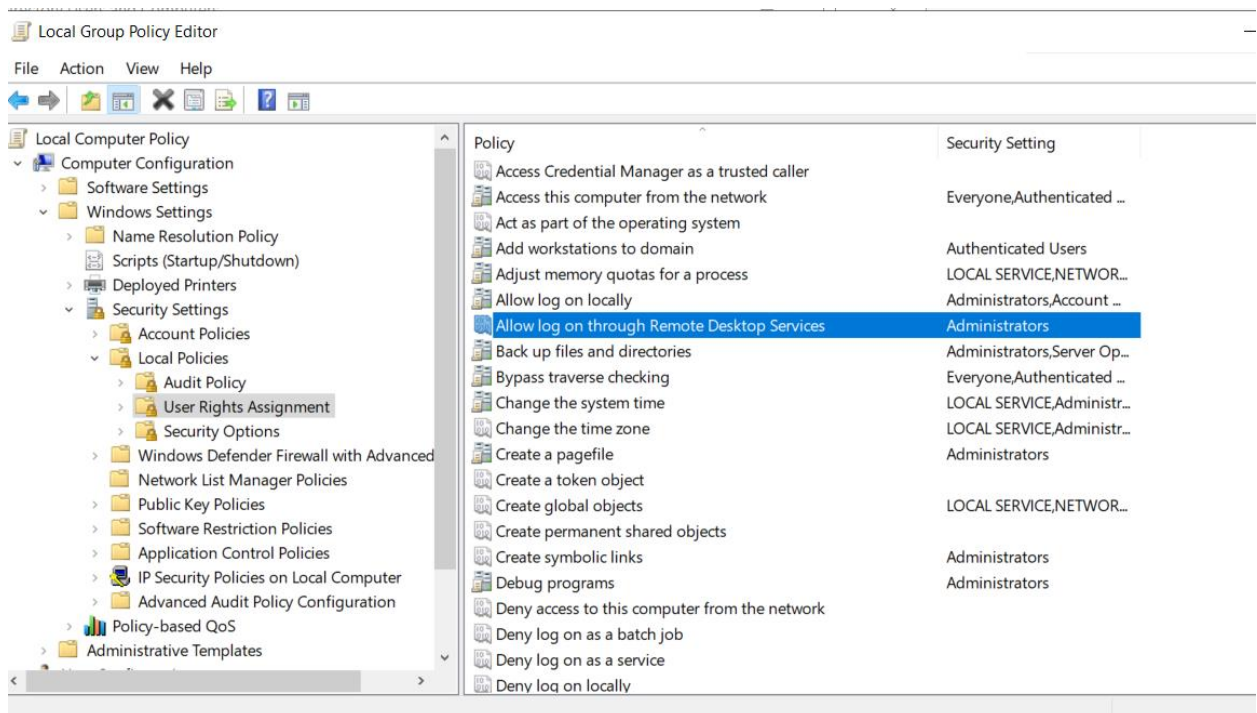 Local Group Policy Editor
File Action View Help
Local Computer Policy
Computer Configuration
Software Settings
Windows Settings
Name Resolution Policy
Scripts (Startup/Shutdown)
Deployed Printers
Security Settings
Account Policies
Local Policies
Audit Policy
User Rights Assignment
Security Options
Windows Defender Firewall with Advanced
Network List Manager Policies
Public Key Policies
Software Restriction Policies
Application Control Policies
IP Security Policies on Local Computer
Advanced Audit Policy Configuration
Policy-based QoS
Administrative Templates
Policy Security Setting
Access Credential Manager as a trusted caller
Access this computer from the network Everyone,Authenticated ...
Act as part of the operating system
Add workstations to domain Authenticated Users
Adjust memory quotas for a process LOCAL SERVICE,NETWOR...
Allow log on locally Administrators,Account ...
Allow log on through Remote Desktop Services Administrators
Back up files and directories Administrators,Server Op...
Bypass traverse checking Everyone,Authenticated ...
Change the system time LOCAL SERVICE,Administr...
Change the time zone LOCAL SERVICE,Administr...
Create a pagefile Administrators
Create a token object
Create global objects LOCAL SERVICE,NETWOR...
Create permanent shared objects
Create symbolic links Administrators
Debug programs Administrators
Deny access to this computer from the network
Deny log on as a batch job
Deny log on as a service
Deny log on locally